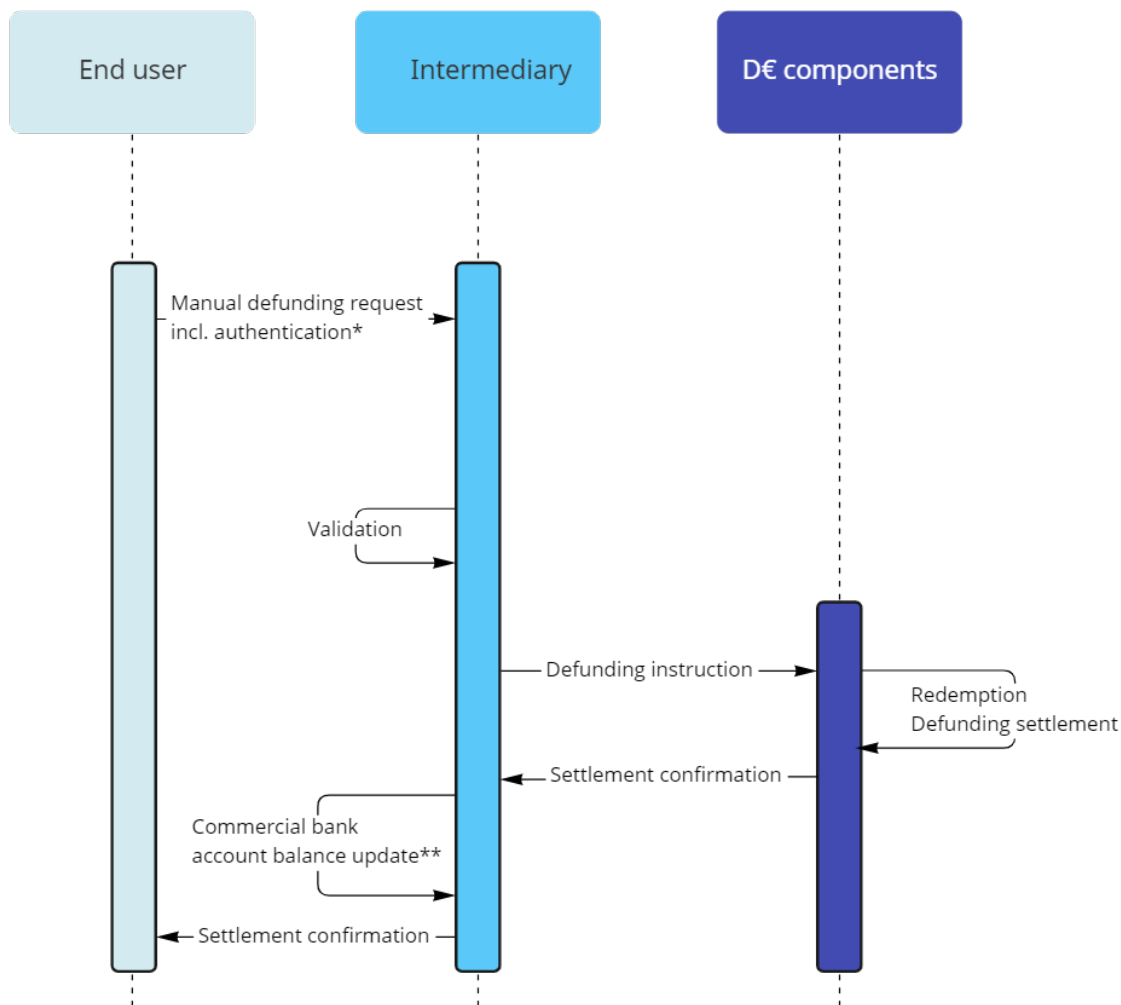 End user
Intermediary
D€ components
Manual defunding request
incl. authentication*
Validation
Defunding instruction
Redemption
Defunding settlement
Settlement confirmation
Commercial bank
account balance update**
Settlement confirmation